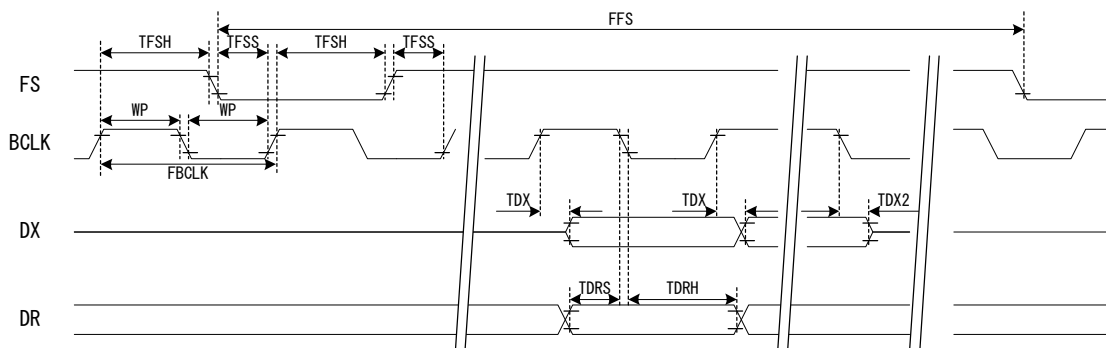 FFS
TFSH TFSS TFSH TFSS
FS
WP WP
BCLK
FBCLK
TDX TDX TDX2
DX
TDRS TDRH
DR